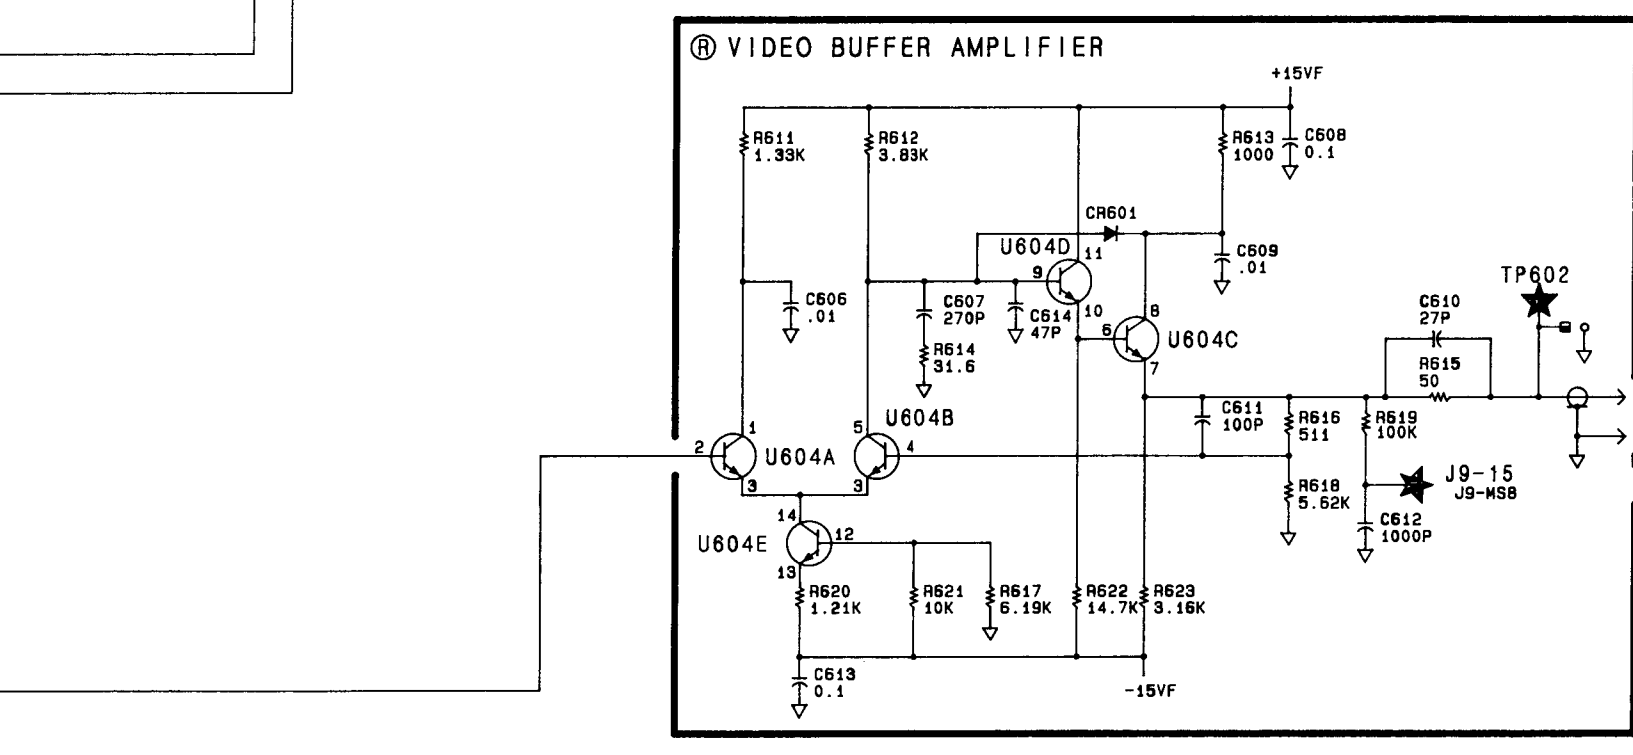 Ⓡ VIDEO BUFFER AMPLIFIER
+15VF
R611
1.33K
R612
3.83K
R613
1000
C608
0.1
CR601
U604D
11
9
10
C609
.01
C606
.01
C607
270P
C614
47P
R614
31.6
8
6
U604C
7
TP602
C610
27P
R615
50
U604B
1
5
2
U604A
4
3
3
C611
100P
R616
511
R619
100K
J9-15
J9-MS8
R618
5.62K
C612
1000P
14
U604E
12
13
R620
1.21K
R621
10K
R617
6.19K
R622
14.7K
R623
3.16K
C613
0.1
-15VF